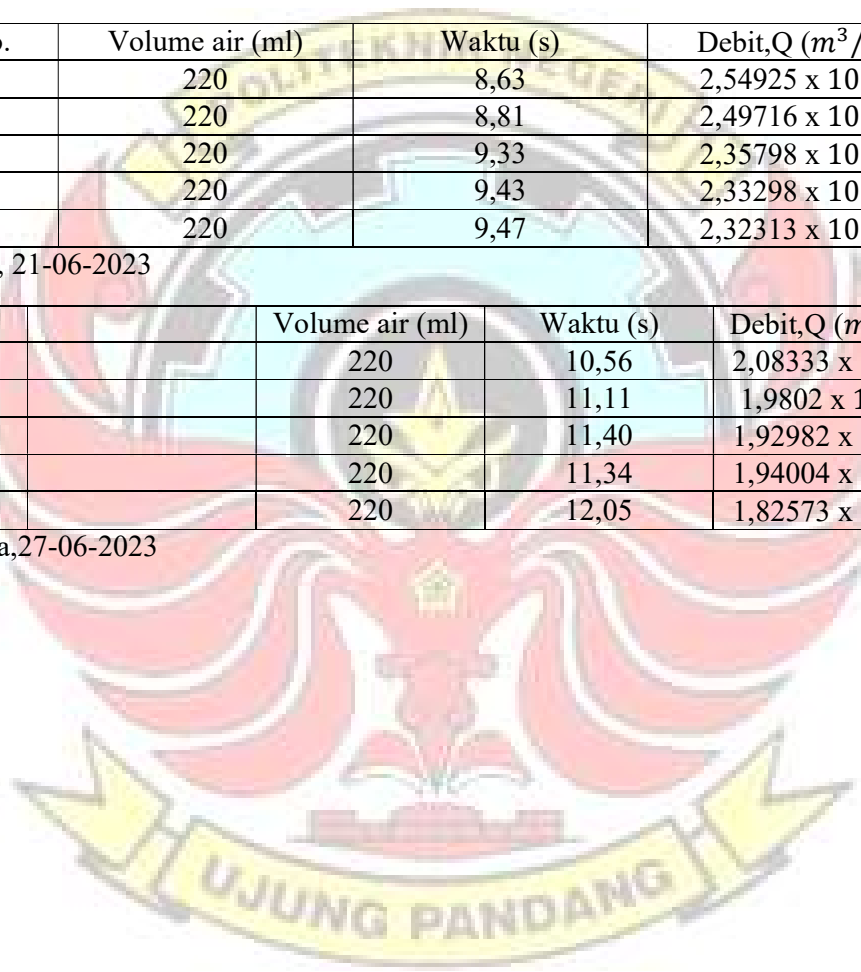 Volume air (ml) Waktu (s) Debit,Q (𝑚³/
220 8,63 2,54925 x 10
220 8,81 2,49716 x 10
220 9,33 2,35798 x 10
220 9,43 2,33298 x 10
220 9,47 2,32313 x 10
, 21-06-2023
Volume air (ml) Waktu (s) Debit,Q (𝑚
220 10,56 2,08333 x
220 11,11 1,9802 x 1
220 11,40 1,92982 x
220 11,34 1,94004 x
220 12,05 1,82573 x
a,27-06-2023
POLITEKNIK NEGERI
UJUNG PANDANG